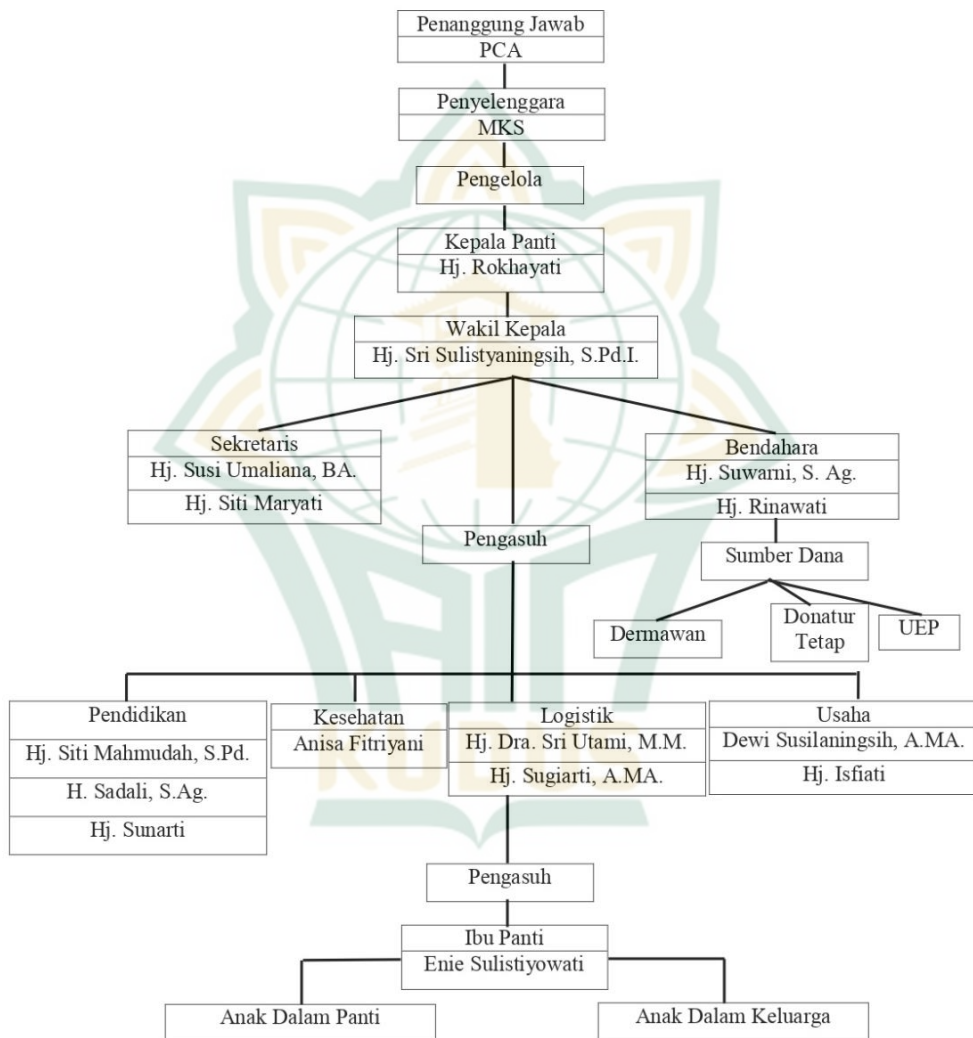 Penanggung Jawab
PCA
Penyelenggara
MKS
Pengelola
Kepala Panti
Hj. Rokhayati
Wakil Kepala
Hj. Sri Sulistyaningsih, S.Pd.I.
Sekretaris
Hj. Susi Umaliana, BA.
Hj. Siti Maryati
Bendahara
Hj. Suwarni, S. Ag.
Hj. Rinawati
Pengasuh
Sumber Dana
Dermawan
Donatur
Tetap
UEP
Pendidikan
Hj. Siti Mahmudah, S.Pd.
H. Sadali, S.Ag.
Hj. Sunarti
Kesehatan
Anisa Fitriyani
Logistik
Hj. Dra. Sri Utami, M.M.
Hj. Sugiarti, A.MA.
Usaha
Dewi Susilaningsih, A.MA.
Hj. Isfiati
KUDUS
Pengasuh
Ibu Panti
Enie Sulistiyowati
Anak Dalam Panti
Anak Dalam Keluarga